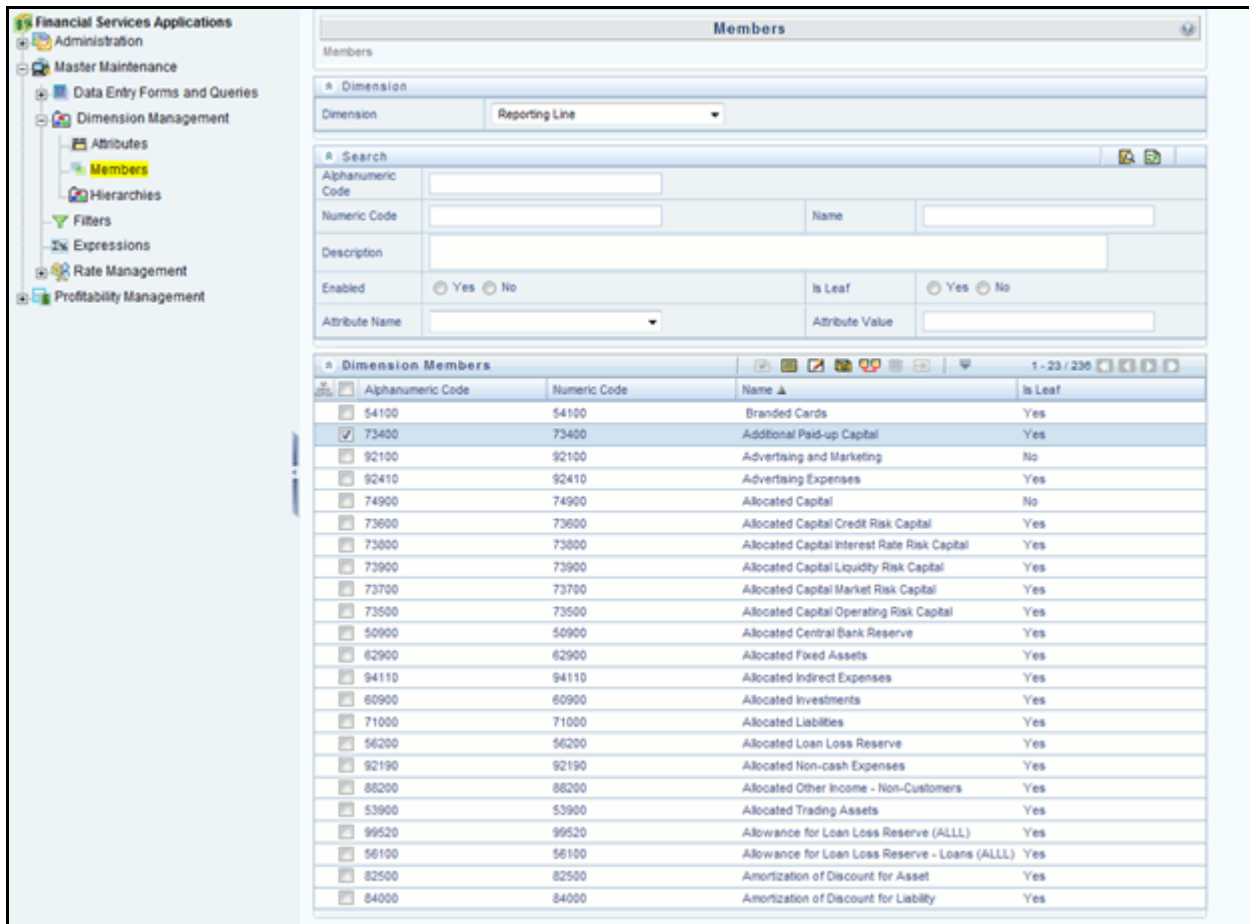 Financial Services Applications
Administration
Master Maintenance
Data Entry Forms and Queries
Dimension Management
Attributes
Members
Hierarchies
Filters
Expressions
Rate Management
Profitability Management
Members
Members
Dimension
Dimension Reporting Line
Search
Alphanumeric Code
Numeric Code Name
Description
Enabled Yes No Is Leaf Yes No
Attribute Name Attribute Value
Dimension Members 1 - 23 / 236
Alphanumeric Code Numeric Code Name Is Leaf
54100 54100 Branded Cards Yes
73400 73400 Additional Paid-up Capital Yes
92100 92100 Advertising and Marketing No
92410 92410 Advertising Expenses Yes
74900 74900 Allocated Capital No
73600 73600 Allocated Capital Credit Risk Capital Yes
73800 73800 Allocated Capital Interest Rate Risk Capital Yes
73900 73900 Allocated Capital Liquidity Risk Capital Yes
73700 73700 Allocated Capital Market Risk Capital Yes
73500 73500 Allocated Capital Operating Risk Capital Yes
50900 50900 Allocated Central Bank Reserve Yes
62900 62900 Allocated Fixed Assets Yes
94110 94110 Allocated Indirect Expenses Yes
60900 60900 Allocated Investments Yes
71000 71000 Allocated Liabilities Yes
56200 56200 Allocated Loan Loss Reserve Yes
92190 92190 Allocated Non-cash Expenses Yes
88200 88200 Allocated Other Income - Non-Customers Yes
53900 53900 Allocated Trading Assets Yes
99520 99520 Allowance for Loan Loss Reserve (ALLL) Yes
56100 56100 Allowance for Loan Loss Reserve - Loans (ALLL) Yes
82500 82500 Amortization of Discount for Asset Yes
84000 84000 Amortization of Discount for Liability Yes